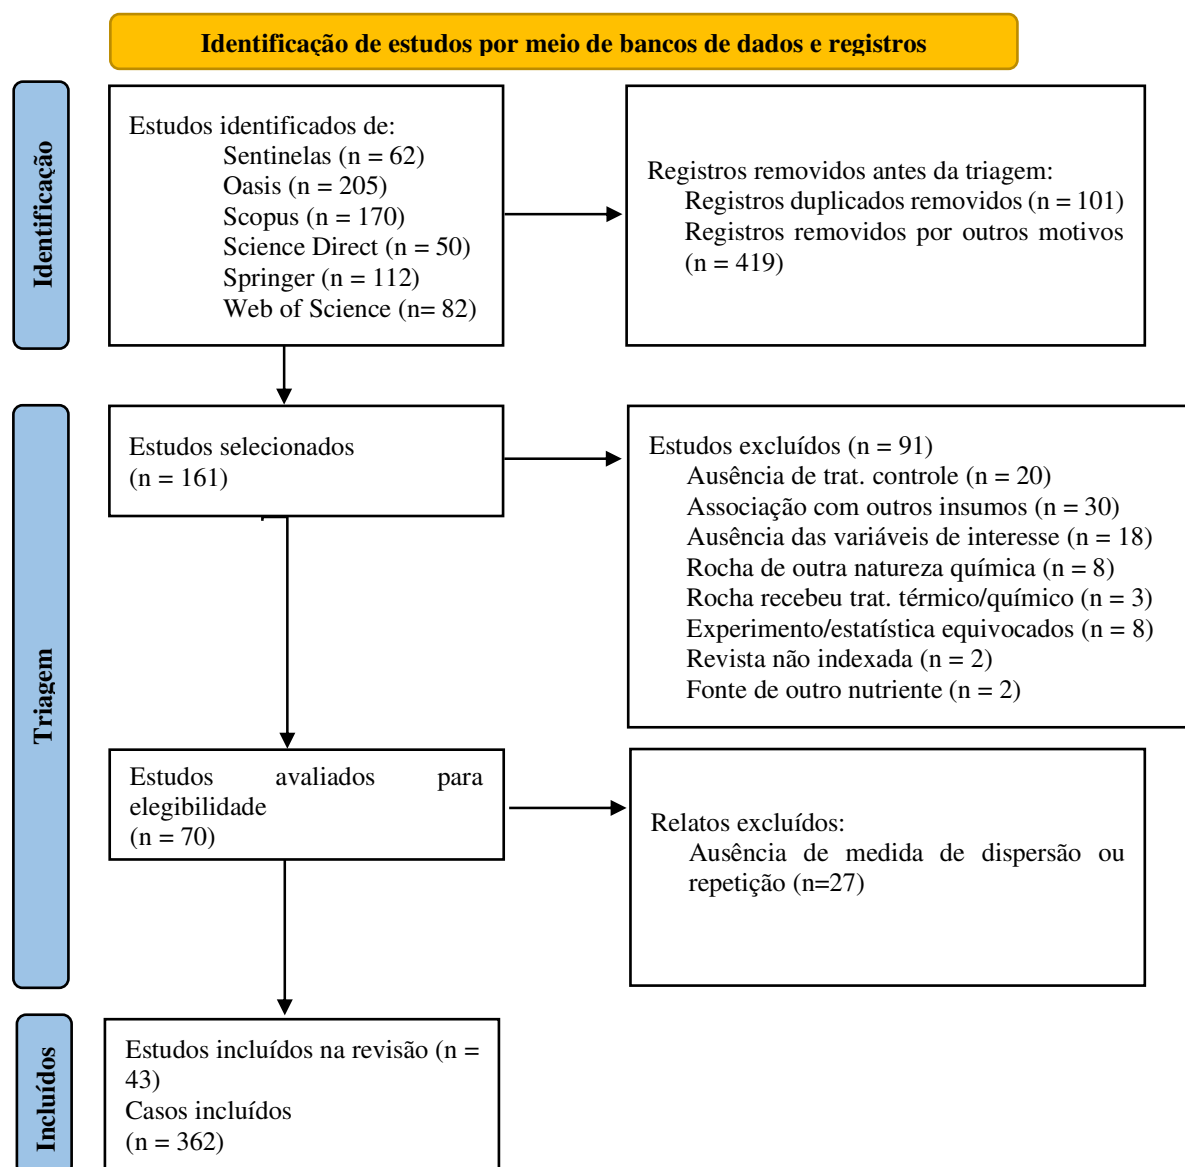 Identificação de estudos por meio de bancos de dados e registros
Identificação
Estudos identificados de:
Sentinelas (n = 62)
Oasis (n = 205)
Scopus (n = 170)
Science Direct (n = 50)
Springer (n = 112)
Web of Science (n= 82)
Registros removidos antes da triagem:
Registros duplicados removidos (n = 101)
Registros removidos por outros motivos
(n = 419)
Triagem
Estudos selecionados
(n = 161)
Estudos excluídos (n = 91)
Ausência de trat. controle (n = 20)
Associação com outros insumos (n = 30)
Ausência das variáveis de interesse (n = 18)
Rocha de outra natureza química (n = 8)
Rocha recebeu trat. térmico/químico (n = 3)
Experimento/estatística equivocados (n = 8)
Revista não indexada (n = 2)
Fonte de outro nutriente (n = 2)
Estudos avaliados para
elegibilidade
(n = 70)
Relatos excluídos:
Ausência de medida de dispersão ou
repetição (n=27)
Incluídos
Estudos incluídos na revisão (n =
43)
Casos incluídos
(n = 362)